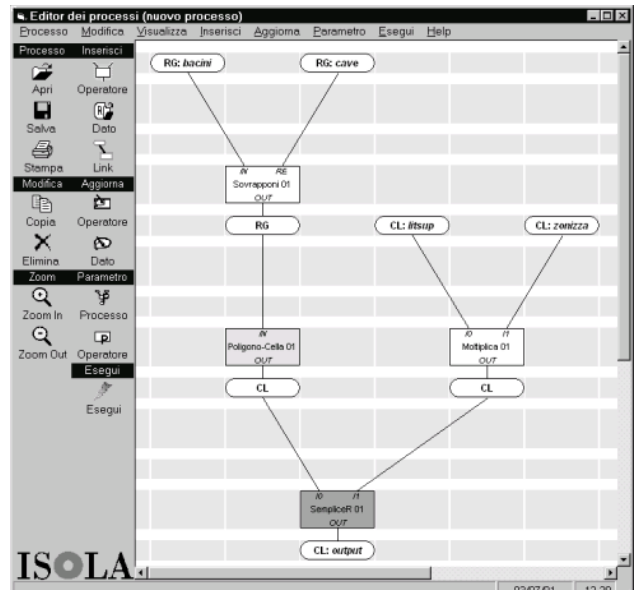 Editor dei processi (nuovo processo)
Processo Modifica Visualizza Inserisci Aggiorna Parametro Esegui Help
Processo Inserisci
Apri Operatore
Salva Dato
Stampa Link
Modifica Aggiorna
Copia Operatore
Elimina Dato
Zoom Parametro
Zoom In Processo
Zoom Out Operatore
Esegui
Esegui
ISOLA
RG: bacini
RG: cave
IN RE
Sovrapponi 01
OUT
RG
CL: litsup
CL: zonizza
IN
Poligono-Cella 01
OUT
I0 I1
Moltiplica 01
OUT
CL
CL
I0 I1
SempliceR 01
OUT
CL: output